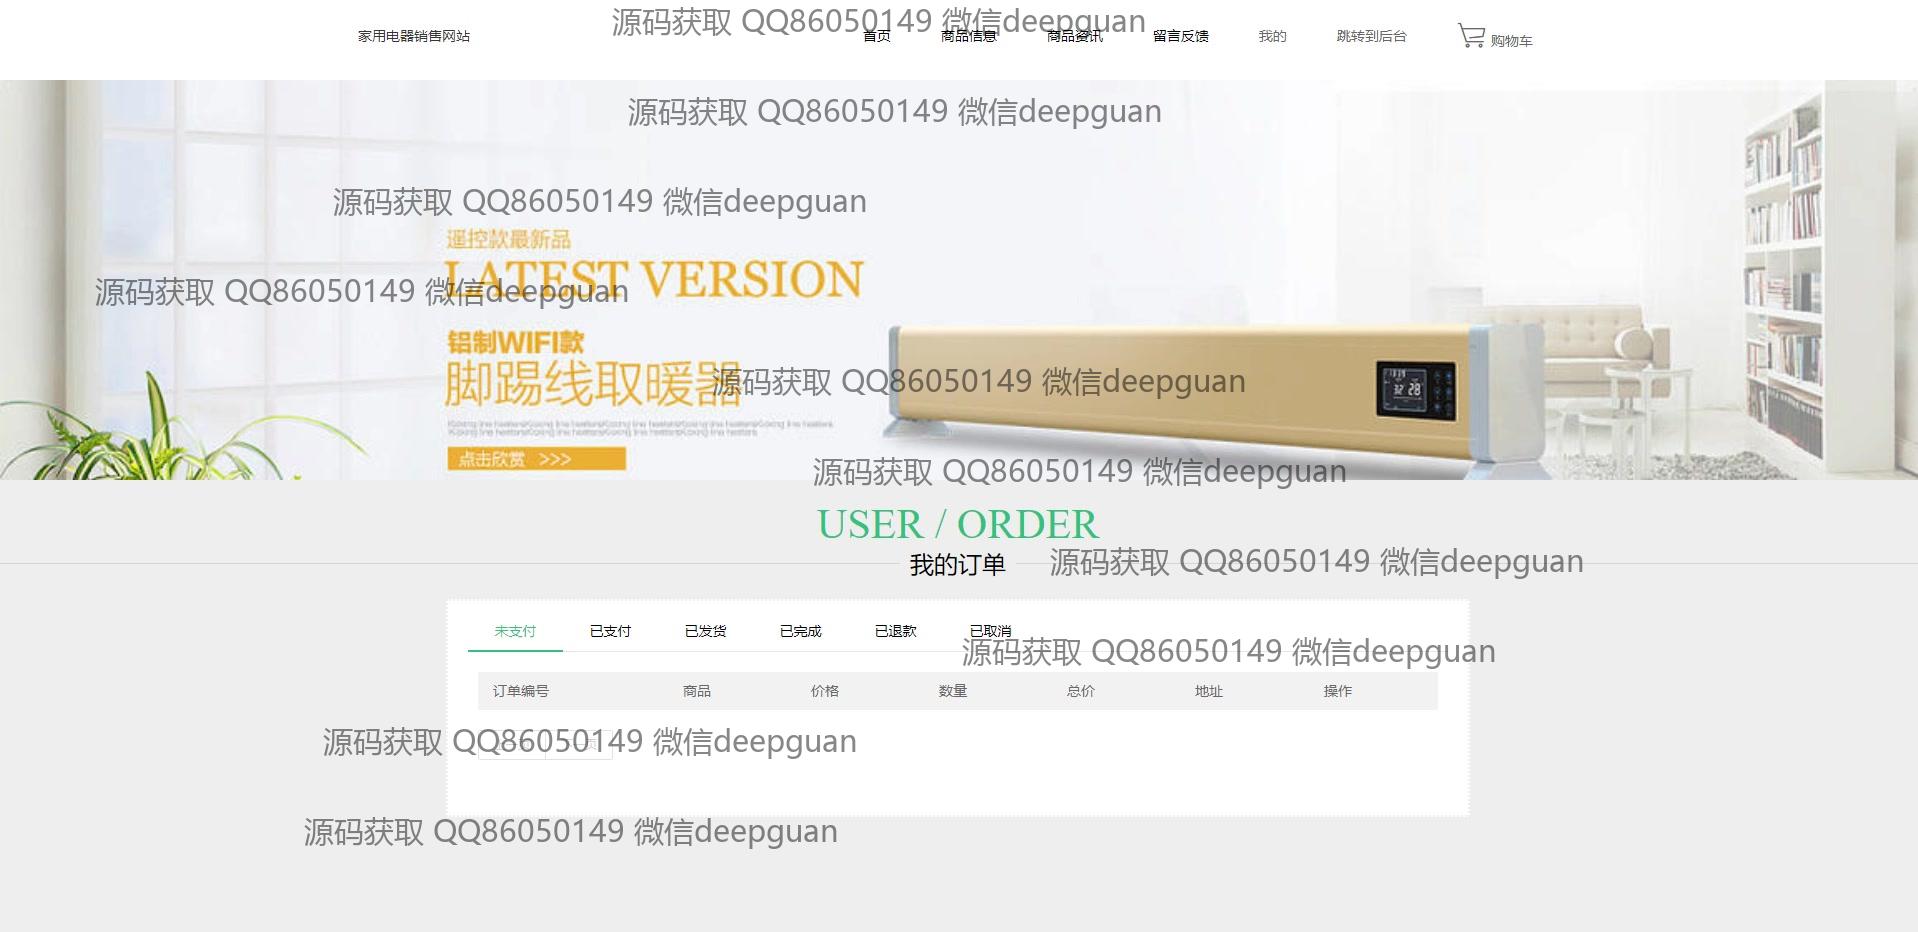 源码获取 QQ86050149 微信deepguan
家用电器销售网站 首页 商品信息 商品资讯 留言反馈 我的 跳转到后台 购物车
源码获取 QQ86050149 微信deepguan
源码获取 QQ86050149 微信deepguan
遥控款最新品
LATEST VERSION
源码获取 QQ86050149 微信deepguan
铝制WIFI款
脚踢线取暖器
源码获取 QQ86050149 微信deepguan
点击欣赏 >>>
源码获取 QQ86050149 微信deepguan
USER / ORDER
我的订单
源码获取 QQ86050149 微信deepguan
未支付 已支付 已发货 已完成 已退款 已取消
源码获取 QQ86050149 微信deepguan
订单编号 商品 价格 数量 总价 地址 操作
源码获取 QQ86050149 微信deepguan
源码获取 QQ86050149 微信deepguan